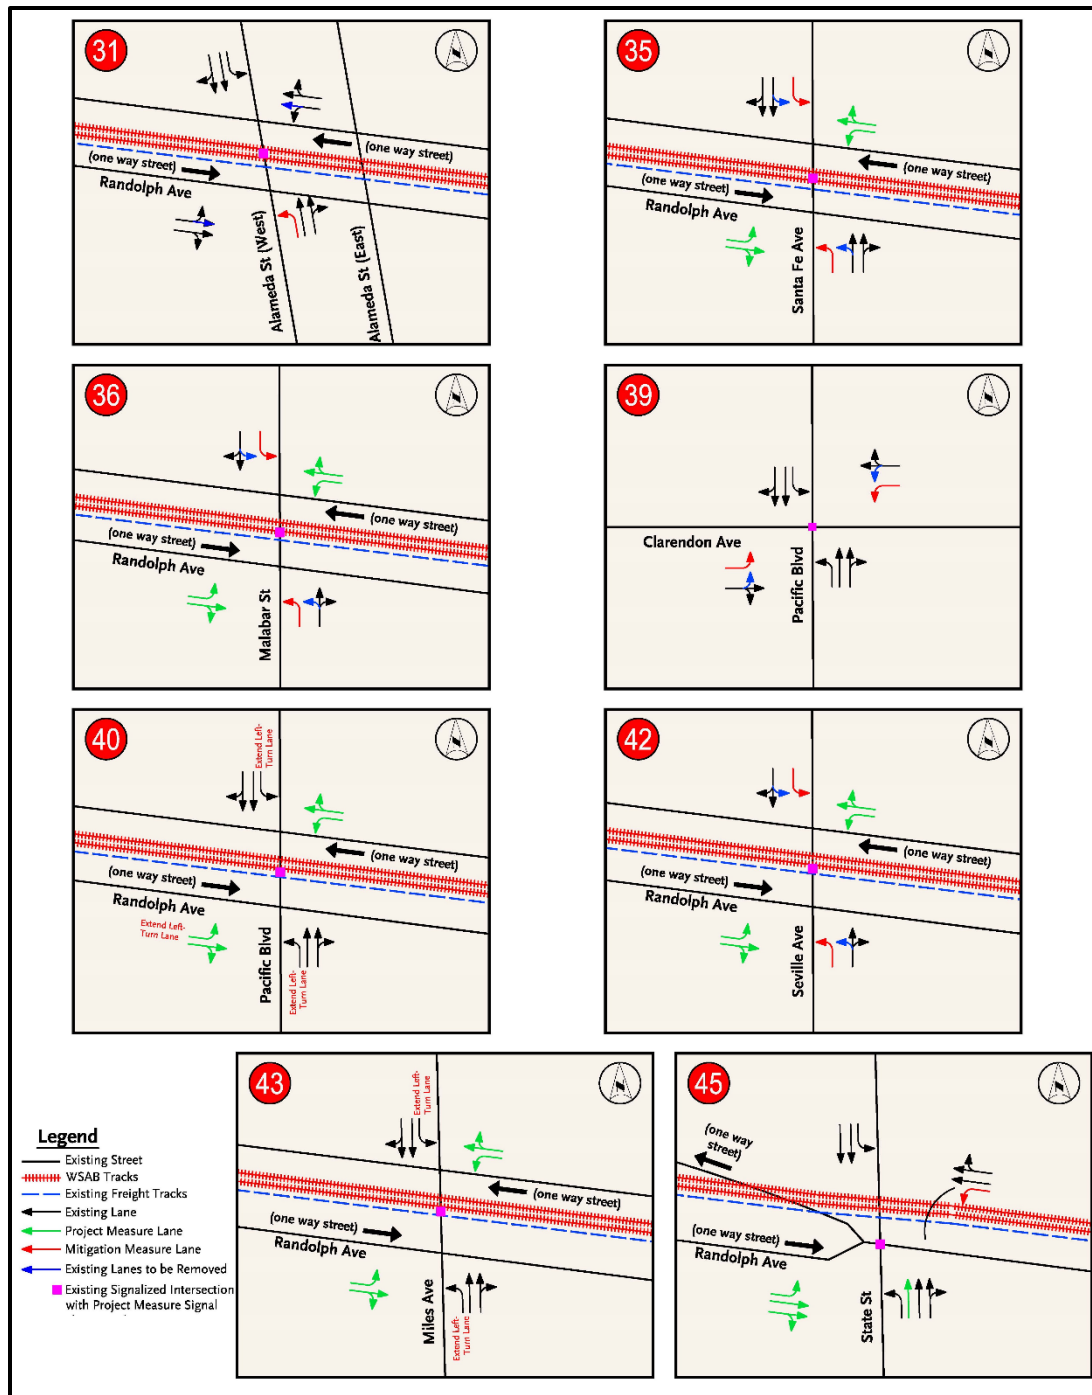 31
(one way street)
(one way street)
Randolph Ave
Alameda St (West)
Alameda St (East)
35
(one way street)
(one way street)
Randolph Ave
Santa Fe Ave
36
(one way street)
(one way street)
Randolph Ave
Malabar St
39
Clarendon Ave
Pacific Blvd
40
Extend Left-
Turn Lane
(one way street)
(one way street)
Randolph Ave
Extend Left-
Turn Lane
Pacific Blvd
Extend Left-
Turn Lane
42
(one way street)
(one way street)
Randolph Ave
Seville Ave
43
Extend Left-
Turn Lane
(one way street)
(one way street)
Randolph Ave
Miles Ave
Extend Left-
Turn Lane
45
(one way
street)
(one way street)
Randolph Ave
State St
Legend
Existing Street
WSAB Tracks
Existing Freight Tracks
Existing Lane
Project Measure Lane
Mitigation Measure Lane
Existing Lanes to be Removed
Existing Signalized Intersection
with Project Measure Signal